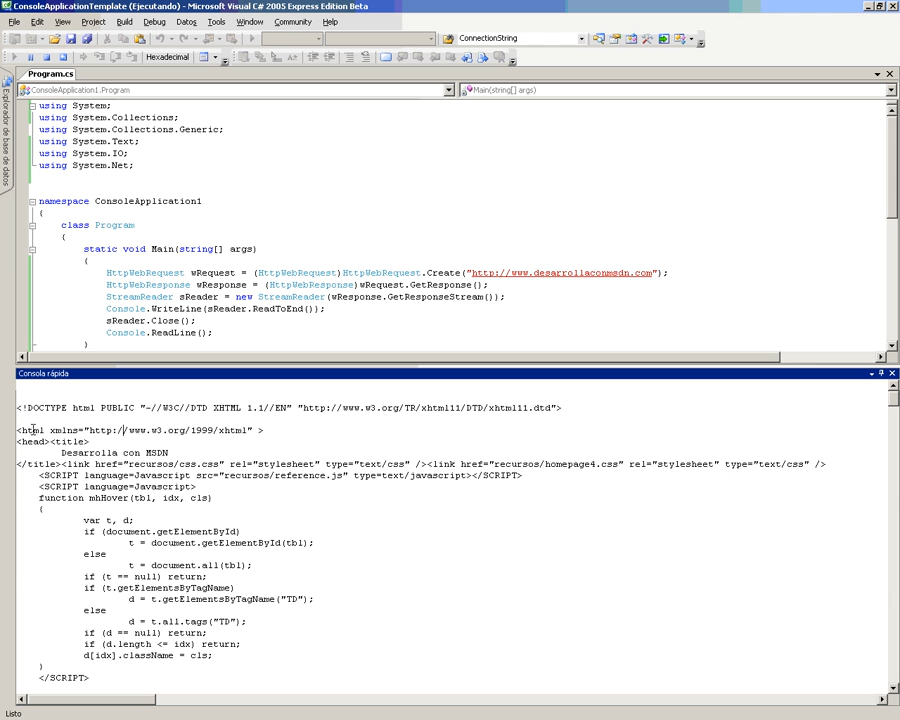 ConsoleApplicationTemplate (Ejecutando) - Microsoft Visual C# 2005 Express Edition Beta
File Edit View Project Build Debug Datos Tools Window Community Help
ConnectionString
Hexadecimal
Explorador de base de datos
Program.cs
ConsoleApplication1.Program Main(string[] args)
using System;
using System.Collections;
using System.Collections.Generic;
using System.Text;
using System.IO;
using System.Net;
namespace ConsoleApplication1
{
class Program
{
static void Main(string[] args)
{
HttpWebRequest wRequest = (HttpWebRequest)HttpWebRequest.Create("http://www.desarrollaconmsdn.com");
HttpWebResponse wResponse = (HttpWebResponse)wRequest.GetResponse();
StreamReader sReader = new StreamReader(wResponse.GetResponseStream());
Console.WriteLine(sReader.ReadToEnd());
sReader.Close();
Console.ReadLine();
}
Consola rápida
<!DOCTYPE html PUBLIC "-//W3C//DTD XHTML 1.1//EN" "http://www.w3.org/TR/xhtml11/DTD/xhtml11.dtd">
<html xmlns="http://www.w3.org/1999/xhtml" >
<head><title>
Desarrolla con MSDN
</title><link href="recursos/css.css" rel="stylesheet" type="text/css" /><link href="recursos/homepage4.css" rel="stylesheet" type="text/css" />
<SCRIPT language=Javascript src="recursos/reference.js" type=text/javascript></SCRIPT>
<SCRIPT language=Javascript>
function mhHover(tbl, idx, cls)
{
var t, d;
if (document.getElementById)
t = document.getElementById(tbl);
else
t = document.all(tbl);
if (t == null) return;
if (t.getElementsByTagName)
d = t.getElementsByTagName("TD");
else
d = t.all.tags("TD");
if (d == null) return;
if (d.length <= idx) return;
d[idx].className = cls;
}
</SCRIPT>
Listo